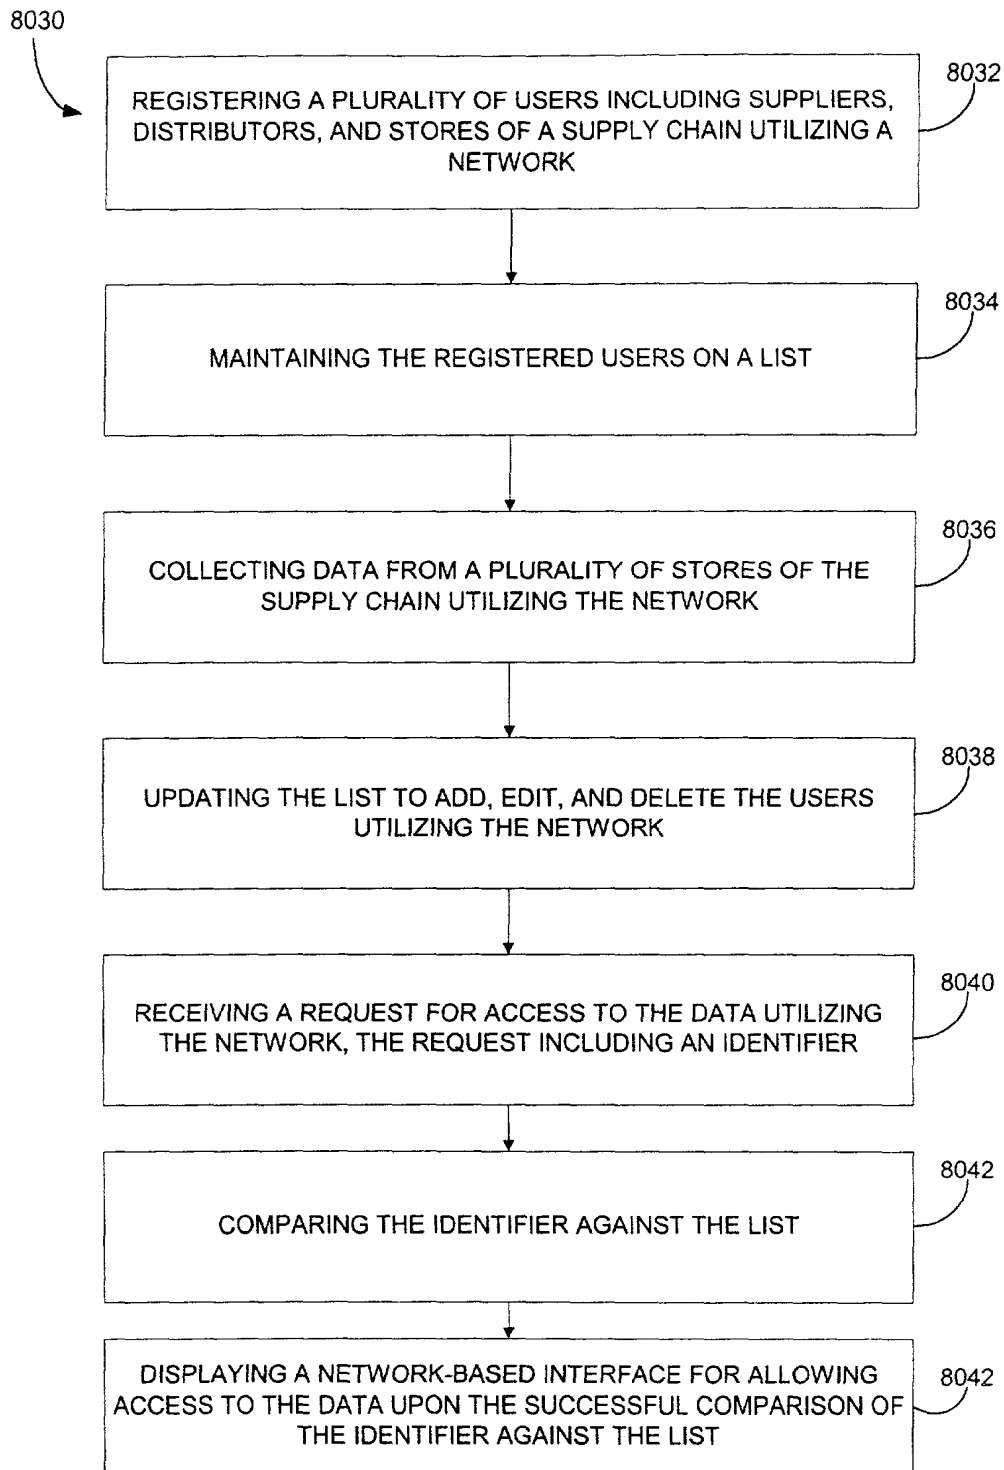 8030
8032
REGISTERING A PLURALITY OF USERS INCLUDING SUPPLIERS,
DISTRIBUTORS, AND STORES OF A SUPPLY CHAIN UTILIZING A
NETWORK
8034
MAINTAINING THE REGISTERED USERS ON A LIST
8036
COLLECTING DATA FROM A PLURALITY OF STORES OF THE
SUPPLY CHAIN UTILIZING THE NETWORK
8038
UPDATING THE LIST TO ADD, EDIT, AND DELETE THE USERS
UTILIZING THE NETWORK
8040
RECEIVING A REQUEST FOR ACCESS TO THE DATA UTILIZING
THE NETWORK, THE REQUEST INCLUDING AN IDENTIFIER
8042
COMPARING THE IDENTIFIER AGAINST THE LIST
8042
DISPLAYING A NETWORK-BASED INTERFACE FOR ALLOWING
ACCESS TO THE DATA UPON THE SUCCESSFUL COMPARISON OF
THE IDENTIFIER AGAINST THE LIST